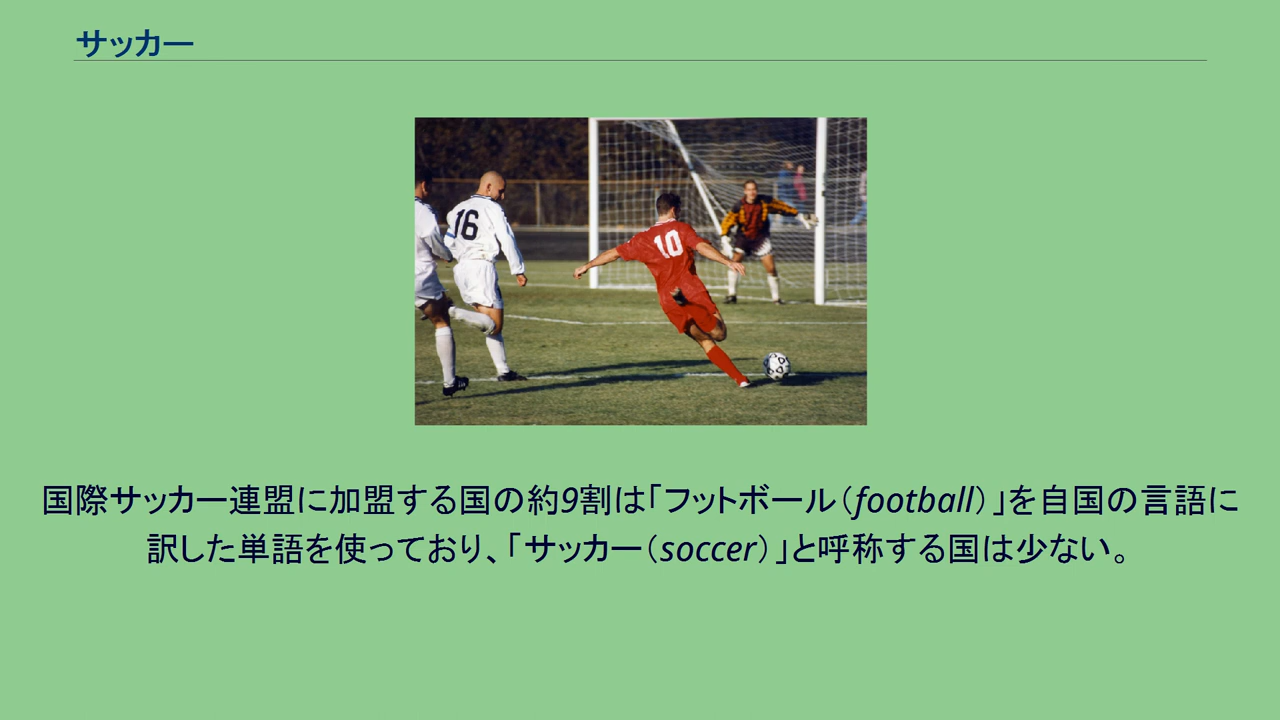 サッカー
16
10
国際サッカー連盟に加盟する国の約9割は「フットボール（football）」を自国の言語に
訳した単語を使っており、「サッカー（soccer）」と呼称する国は少ない。